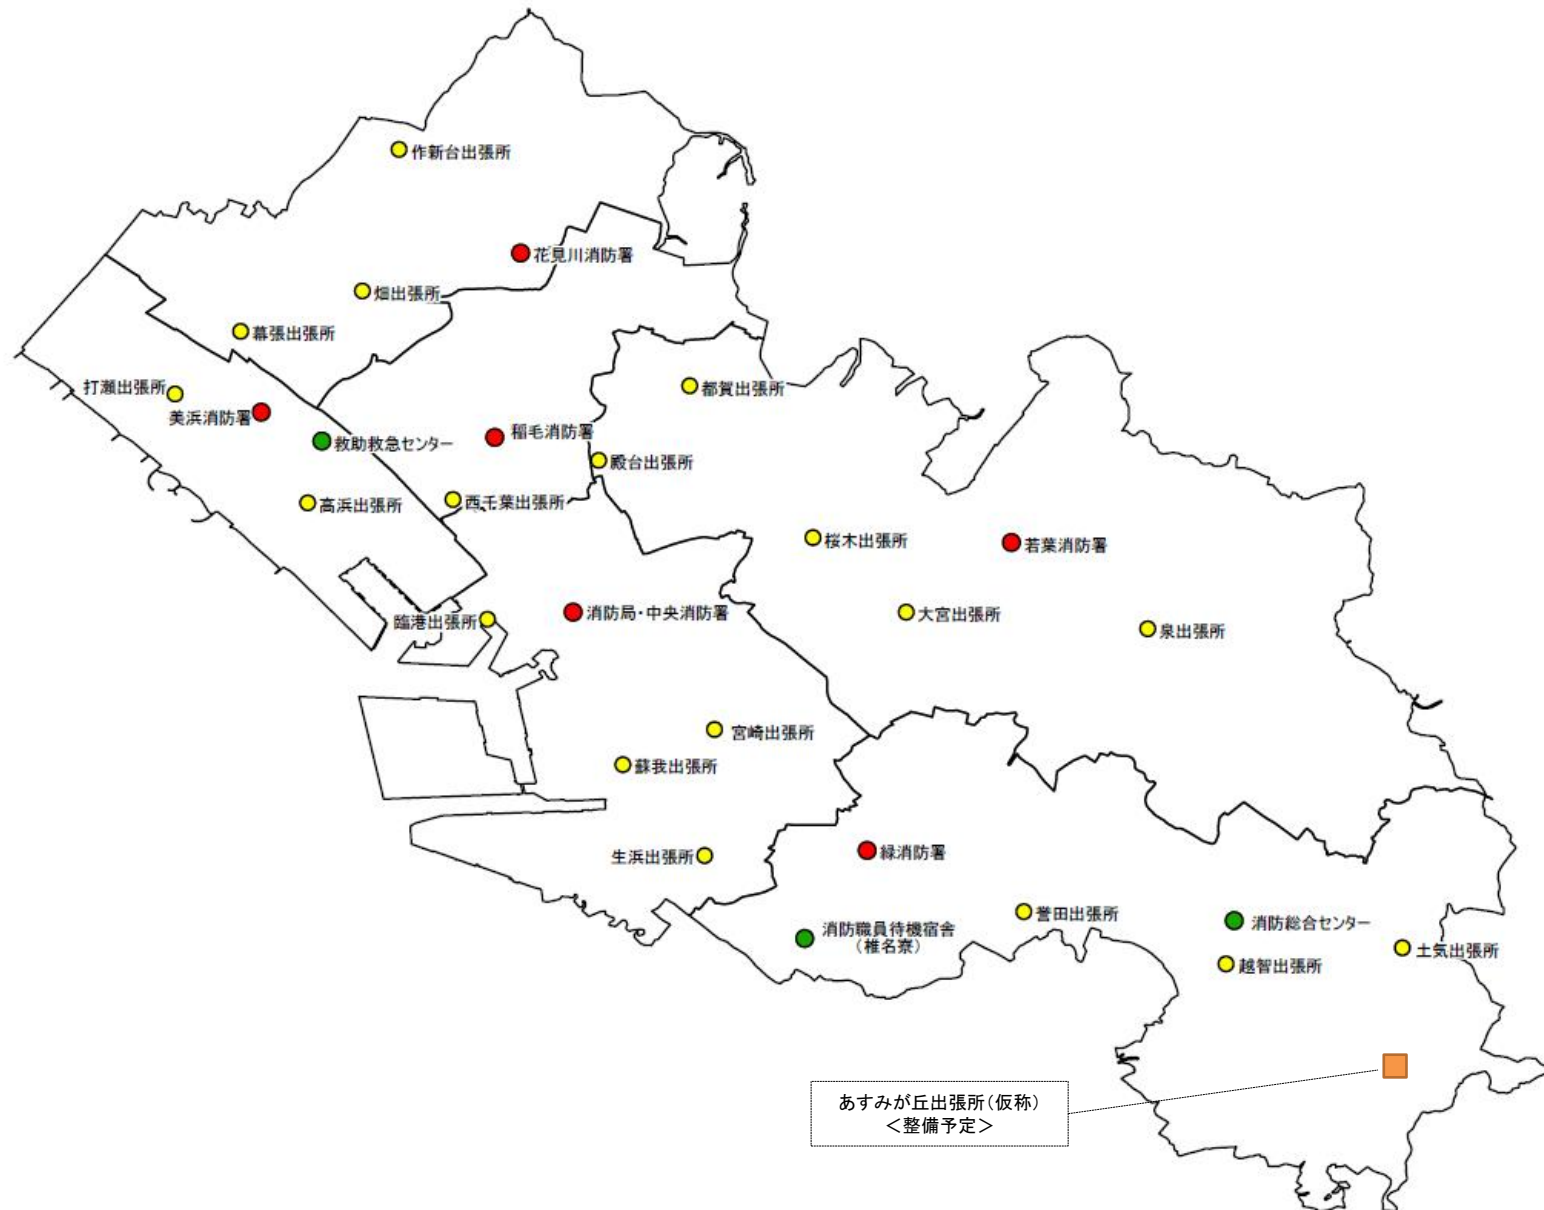 作新台出張所
花見川消防署
畑出張所
幕張出張所
打瀬出張所
美浜消防署
救助救急センター
高浜出張所
稲毛消防署
西千葉出張所
都賀出張所
殿台出張所
桜木出張所
若葉消防署
大宮出張所
泉出張所
臨港出張所
消防局・中央消防署
宮崎出張所
蘇我出張所
生浜出張所
緑消防署
消防職員待機宿舎
（椎名寮）
誉田出張所
消防総合センター
越智出張所
土気出張所
あすみが丘出張所（仮称）
＜整備予定＞